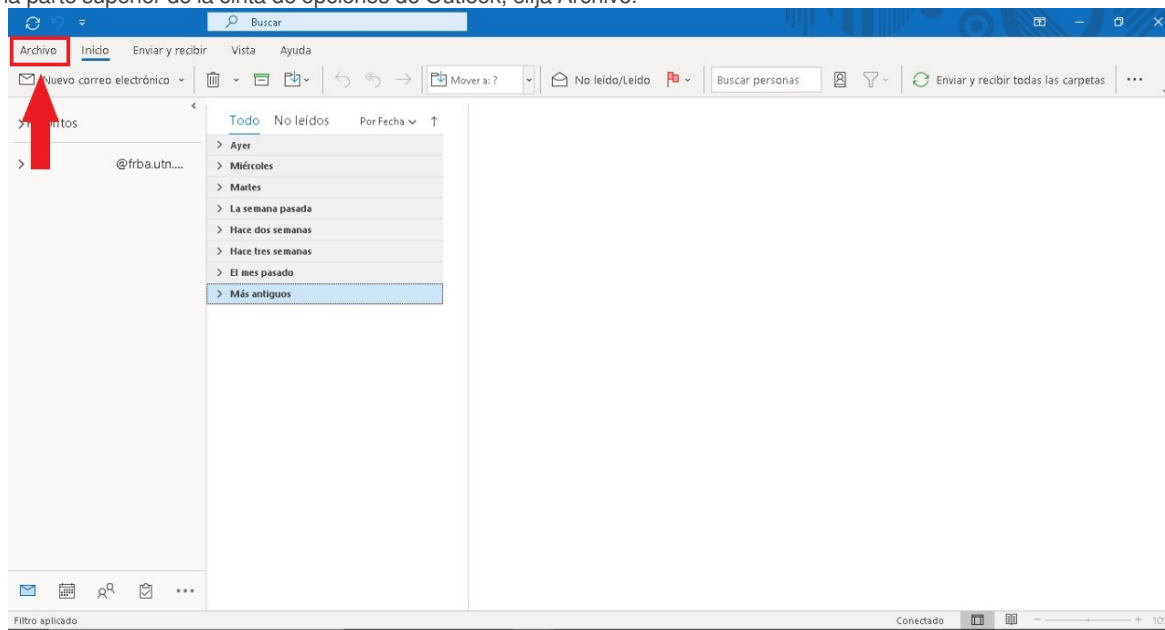 la parte superior de la cinta de opciones de Outlook, elija Archivo.
Buscar
Archivo Inicio Enviar y recibir Vista Ayuda
Nuevo correo electrónico Mover a: ? No leído/Leído Buscar personas Enviar y recibir todas las carpetas ...
Todo No leídos Por Fecha
@frba.utn....
Ayer
Miércoles
Martes
La semana pasada
Hace dos semanas
Hace tres semanas
El mes pasado
Más antiguos
Filtro aplicado Conectado